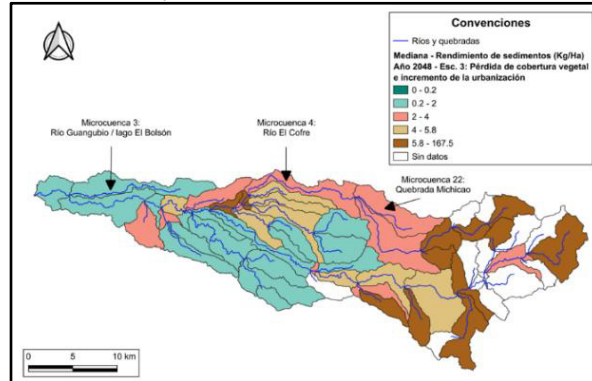 Convenciones
Ríos y quebradas
Mediana - Rendimiento de sedimentos (Kg/Ha)
Año 2048 - Esc. 3: Pérdida de cobertura vegetal
e incremento de la urbanización
0 - 0.2
0.2 - 2
2 - 4
4 - 5.8
5.8 - 167.5
Sin datos
Microcuenca 3:
Río Guangubio / lago El Bolsón
Microcuenca 4:
Río El Cofre
Microcuenca 22:
Quebrada Michicao
0 5 10 km